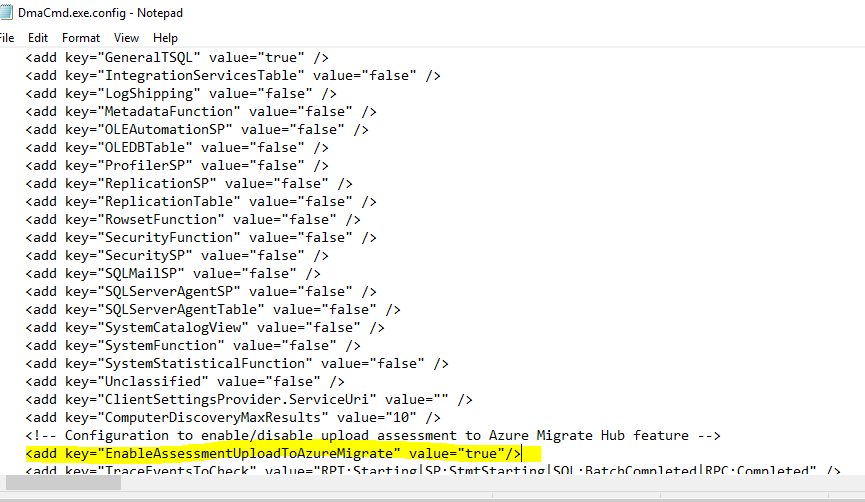 DmaCmd.exe.config - Notepad
File Edit Format View Help
<add key="GeneralTSQL" value="true" />
<add key="IntegrationServicesTable" value="false" />
<add key="LogShipping" value="false" />
<add key="MetadataFunction" value="false" />
<add key="OLEAutomationSP" value="false" />
<add key="OLEDBTable" value="false" />
<add key="ProfilerSP" value="false" />
<add key="ReplicationSP" value="false" />
<add key="ReplicationTable" value="false" />
<add key="RowsetFunction" value="false" />
<add key="SecurityFunction" value="false" />
<add key="SecuritySP" value="false" />
<add key="SQLMailSP" value="false" />
<add key="SQLServerAgentSP" value="false" />
<add key="SQLServerAgentTable" value="false" />
<add key="SystemCatalogView" value="false" />
<add key="SystemFunction" value="false" />
<add key="SystemStatisticalFunction" value="false" />
<add key="Unclassified" value="false" />
<add key="ClientSettingsProvider.ServiceUri" value="" />
<add key="ComputerDiscoveryMaxResults" value="10" />
<!-- Configuration to enable/disable upload assessment to Azure Migrate Hub feature -->
<add key="EnableAssessmentUploadToAzureMigrate" value="true"/>
<add key="TraceEventsToCheck" value="RPT:Starting|SP:StmtStarting|SQL:BatchCompleted|RPC:Completed" />